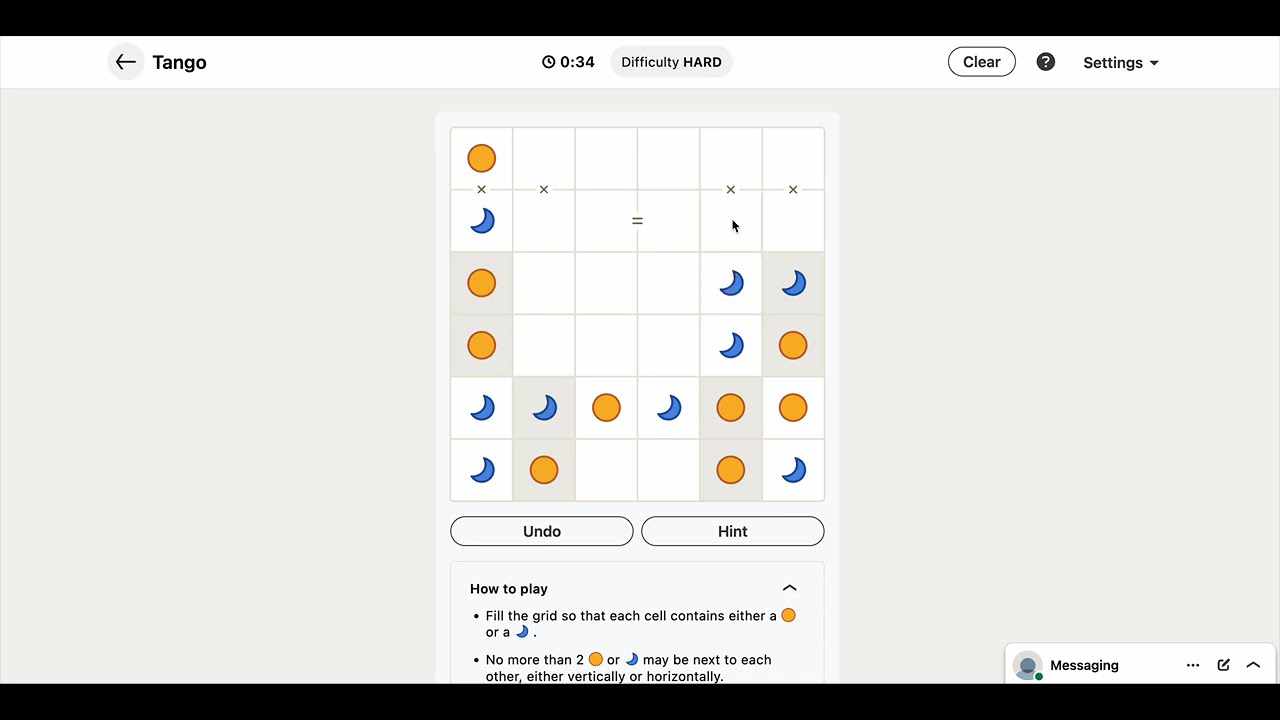 Tango
0:34
Difficulty HARD
Clear
?
Settings
×
×
×
×
=
Undo
Hint
How to play
• Fill the grid so that each cell contains either a
or a .
• No more than 2 or may be next to each
other, either vertically or horizontally.
Messaging